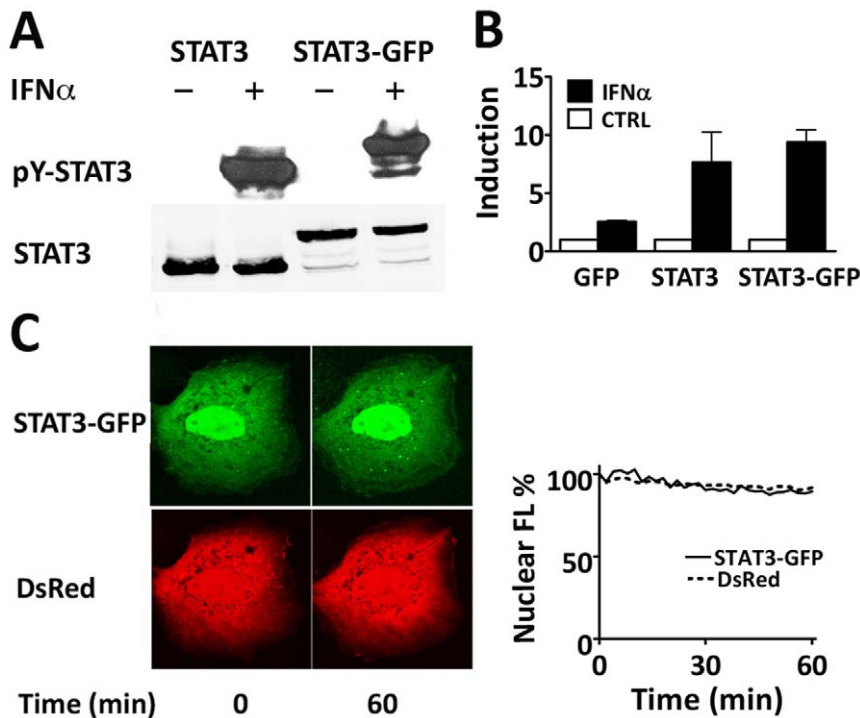 A
STAT3 STAT3-GFP
IFNα − + − +
pY-STAT3
STAT3
B
IFNα
CTRL
Induction
15
10
5
0
GFP STAT3 STAT3-GFP
C
STAT3-GFP
DsRed
Time (min) 0 60
Nuclear FL %
100
50
0
STAT3-GFP
DsRed
0 30 60
Time (min)